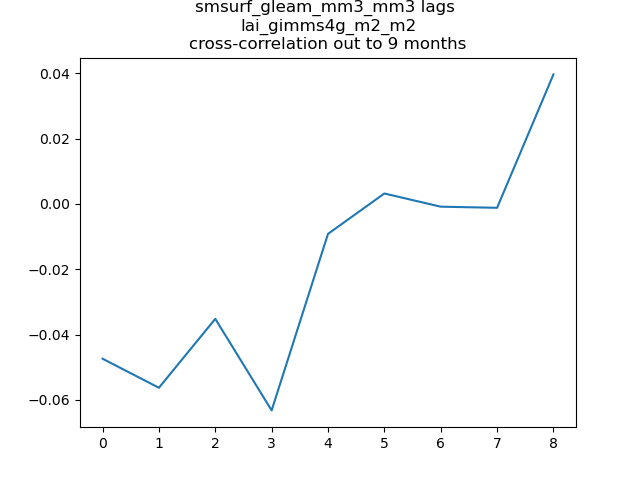 smsurf_gleam_mm3_mm3 lags
lai_gimms4g_m2_m2
cross-correlation out to 9 months
0.04
0.02
0.00
−0.02
−0.04
−0.06
0 1 2 3 4 5 6 7 8